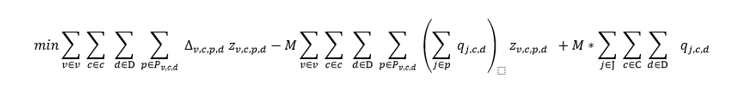 min ∑_{v∈v} ∑_{c∈c} ∑_{d∈D} ∑_{p∈P_{v,c,d}} Δ_{v,c,p,d} z_{v,c,p,d} − M ∑_{v∈v} ∑_{c∈c} ∑_{d∈D} ∑_{p∈P_{v,c,d}} (∑_{j∈p} q_{j,c,d}) z_{v,c,p,d} + M * ∑_{j∈J} ∑_{c∈C} ∑_{d∈D} q_{j,c,d}